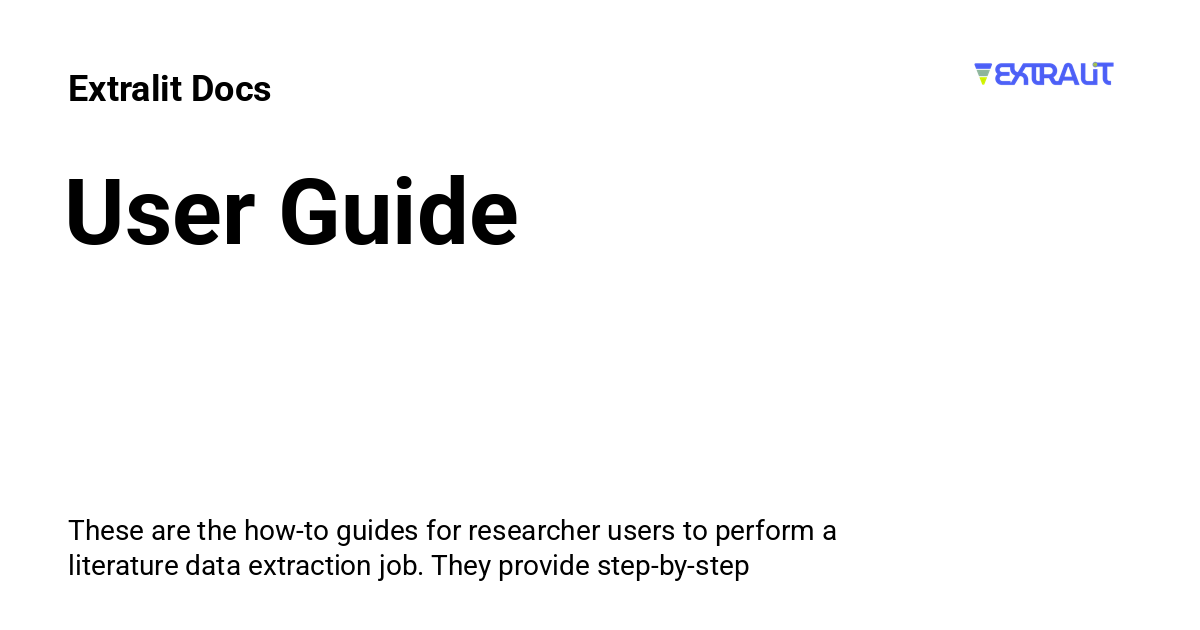 Extralit Docs
EXTRALIT
User Guide
These are the how-to guides for researcher users to perform a
literature data extraction job. They provide step-by-step